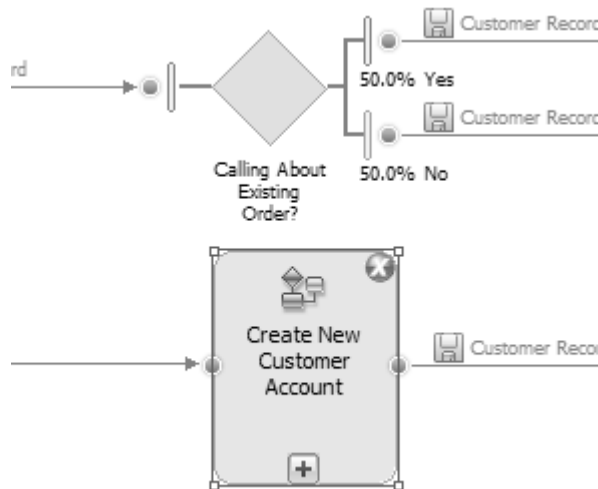 Customer Record
rd
50.0% Yes
Customer Record
Calling About
Existing
Order?
50.0% No
Create New
Customer
Account
Customer Recor